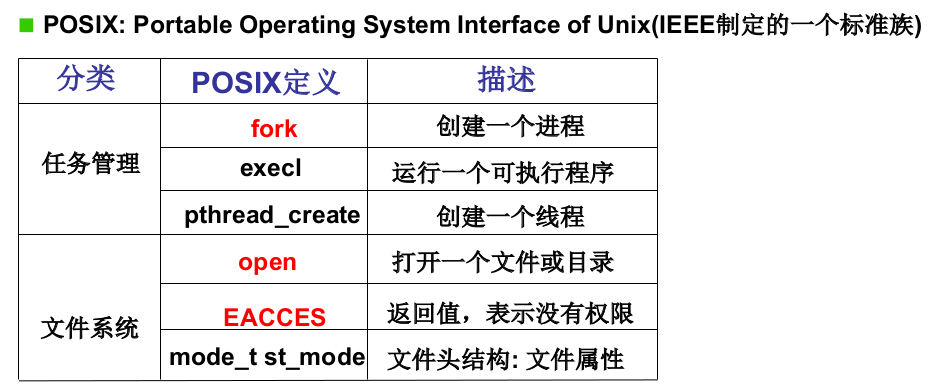 POSIX: Portable Operating System Interface of Unix(IEEE制定的一个标准族)
分类 POSIX定义 描述
任务管理
fork 创建一个进程
execl 运行一个可执行程序
pthread_create 创建一个线程
文件系统
open 打开一个文件或目录
EACCES 返回值，表示没有权限
mode_t st_mode 文件头结构: 文件属性